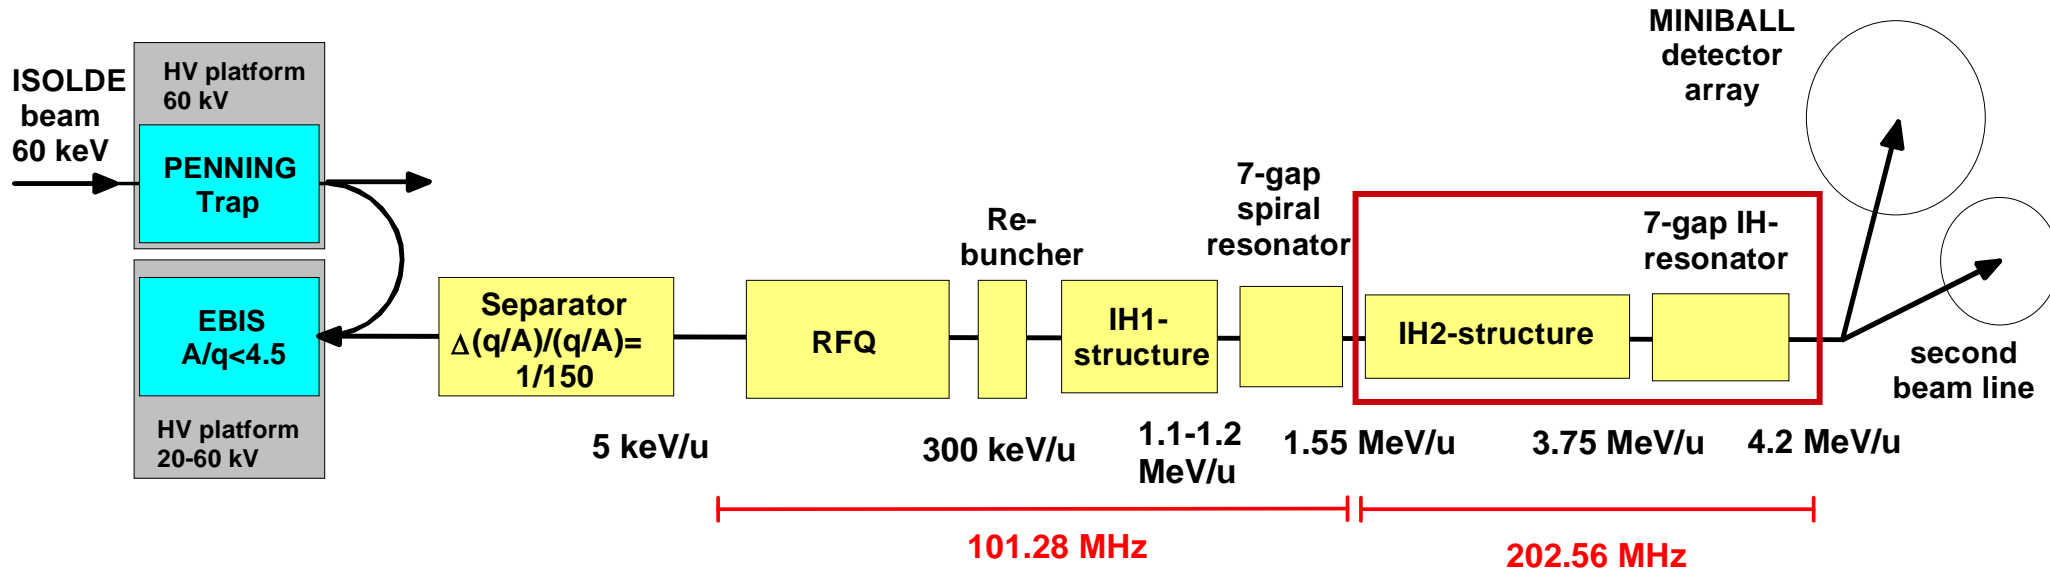 ISOLDE
beam
60 keV
HV platform
60 kV
PENNING
Trap
EBIS
A/q<4.5
HV platform
20-60 kV
Separator
Δ(q/A)/(q/A)=
1/150
5 keV/u
RFQ
300 keV/u
Re-
buncher
IH1-
structure
1.1-1.2
MeV/u
7-gap
spiral
resonator
1.55 MeV/u
IH2-structure
3.75 MeV/u
7-gap IH-
resonator
4.2 MeV/u
MINIBALL
detector
array
second
beam line
101.28 MHz
202.56 MHz